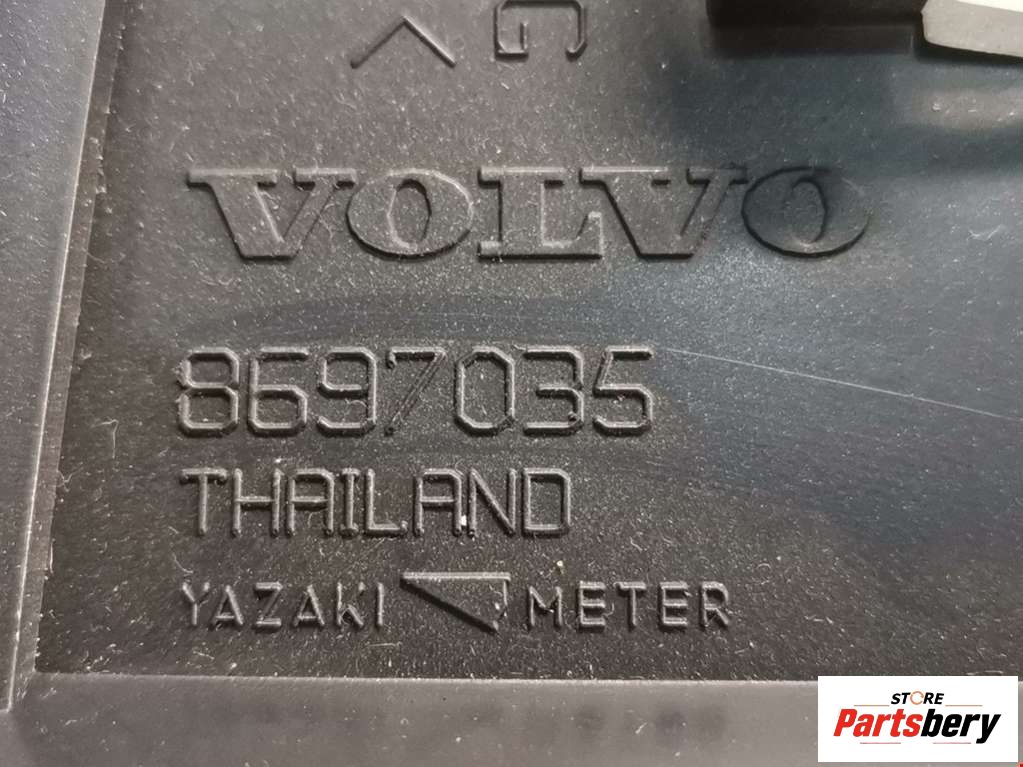 VOLVO
8697035
THAILAND
YAZAKI METER
STORE
Partsbery